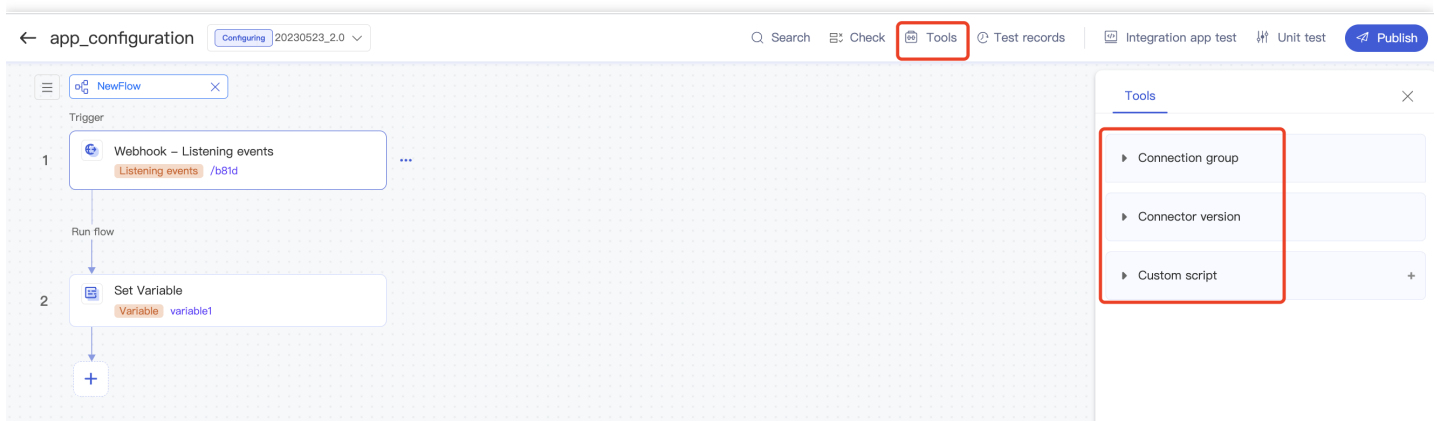 app_configuration Configuring 20230523_2.0
Search Check Tools Test records Integration app test Unit test Publish
NewFlow
Trigger
1
Webhook – Listening events
Listening events /b81d
Run flow
2
Set Variable
Variable variable1
Tools
Connection group
Connector version
Custom script